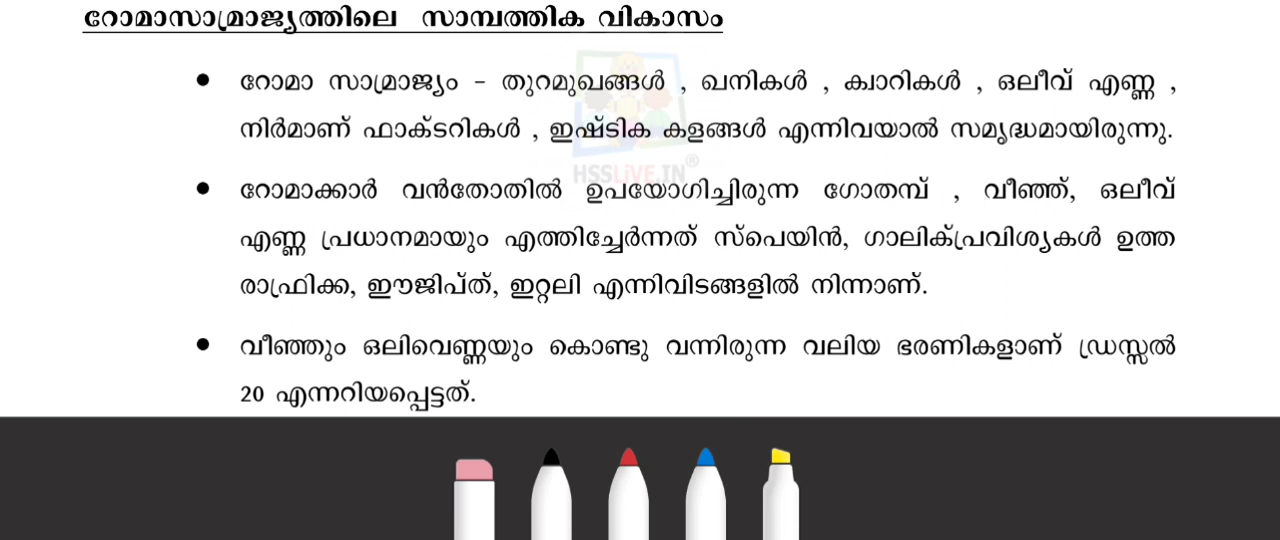 റോമാസാമ്രാജ്യത്തിലെ സാമ്പത്തിക വികാസം
● റോമാ സാമ്രാജ്യം – തുറമുഖങ്ങൾ , ഖനികൾ , ക്വാറികൾ , ഒലീവ് എണ്ണ ,
നിർമാണ് ഫാക്ടറികൾ , ഇഷ്ടിക കളങ്ങൾ എന്നിവയാൽ സമൃദ്ധമായിരുന്നു.
HSSLiVE.IN®
● റോമാക്കാർ വൻതോതിൽ ഉപയോഗിച്ചിരുന്ന ഗോതമ്പ് , വീഞ്ഞ്, ഒലീവ്
എണ്ണ പ്രധാനമായും എത്തിച്ചേർന്നത് സ്പെയിൻ, ഗാലിക്പ്രവിശ്യകൾ ഉത്ത
രാഫ്രിക്ക, ഈജിപ്ത്, ഇറ്റലി എന്നിവിടങ്ങളിൽ നിന്നാണ്.
● വീഞ്ഞും ഒലിവെണ്ണയും കൊണ്ടു വന്നിരുന്ന വലിയ ഭരണികളാണ് ഡ്രസ്സൽ
20 എന്നറിയപ്പെട്ടത്.